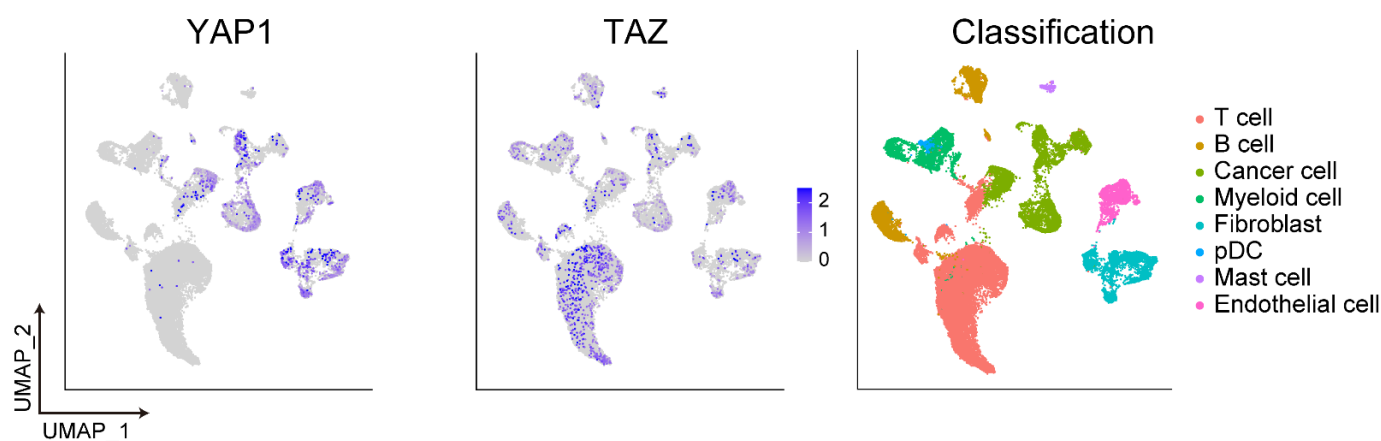 YAP1
TAZ
Classification
2
1
0
T cell
B cell
Cancer cell
Myeloid cell
Fibroblast
pDC
Mast cell
Endothelial cell
UMAP_2
UMAP_1